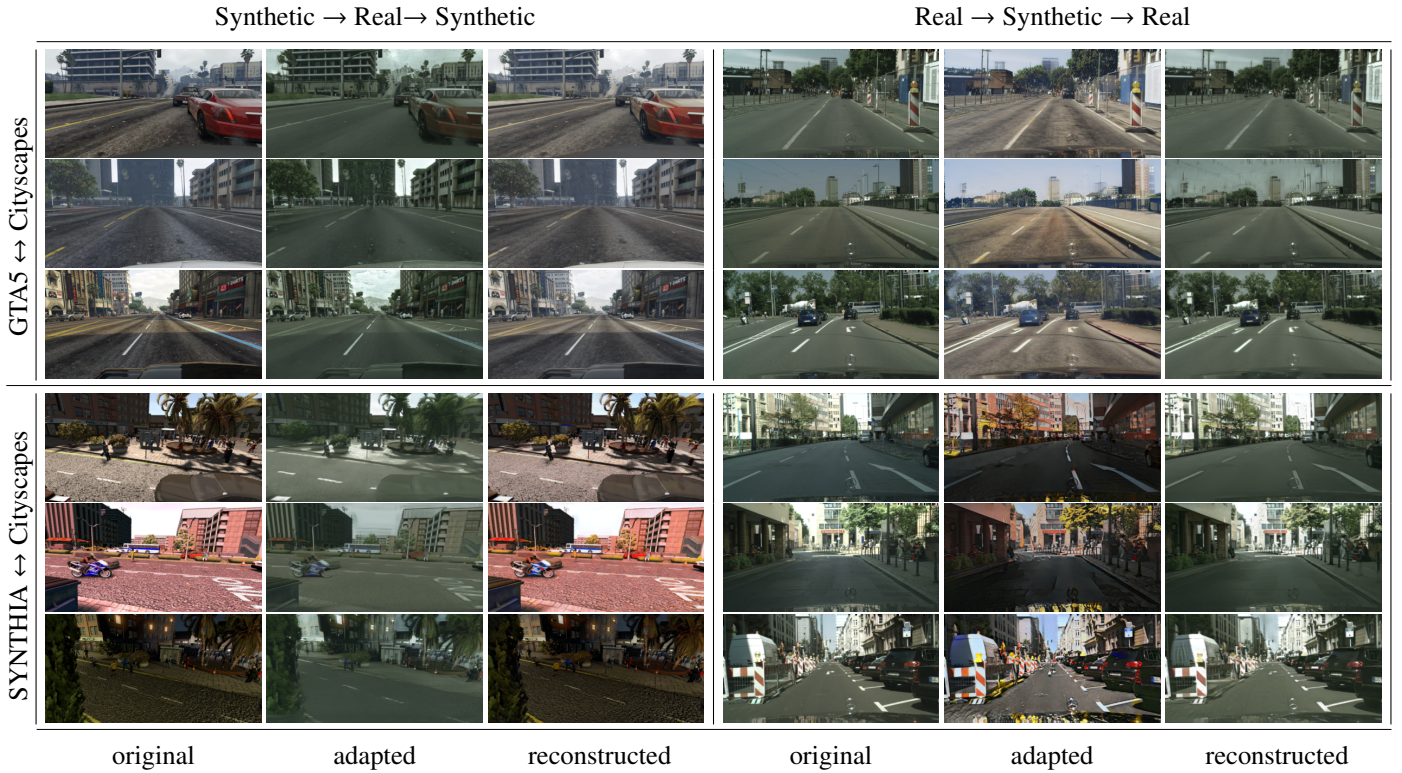 Synthetic → Real→ Synthetic
Real → Synthetic → Real
GTA5 ↔ Cityscapes
SYNTHIA ↔ Cityscapes
original adapted reconstructed original adapted reconstructed